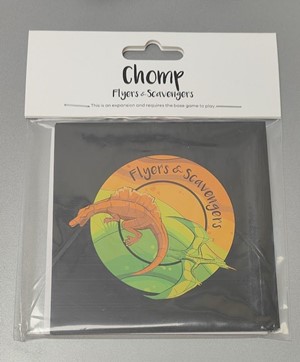 Chomp
Flyers & Scavengers
This is an expansion and requires the base game to play.
Flyers & Scavengers